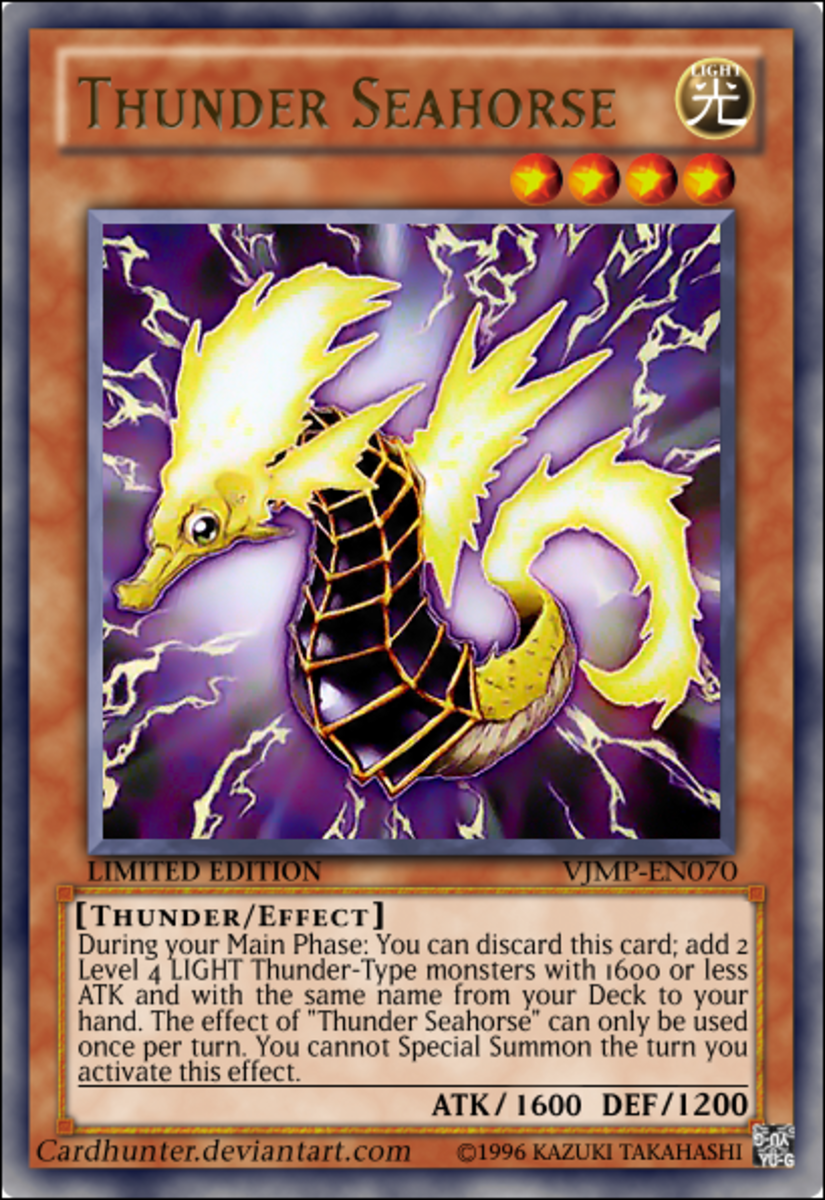 THUNDER SEAHORSE
LIGHT
光
LIMITED EDITION VJMP-EN070
[THUNDER/EFFECT]
During your Main Phase: You can discard this card; add 2
Level 4 LIGHT Thunder-Type monsters with 1600 or less
ATK and with the same name from your Deck to your
hand. The effect of "Thunder Seahorse" can only be used
once per turn. You cannot Special Summon the turn you
activate this effect.
ATK/1600 DEF/1200
Cardhunter.deviantart.com ©1996 KAZUKI TAKAHASHI
YU-G